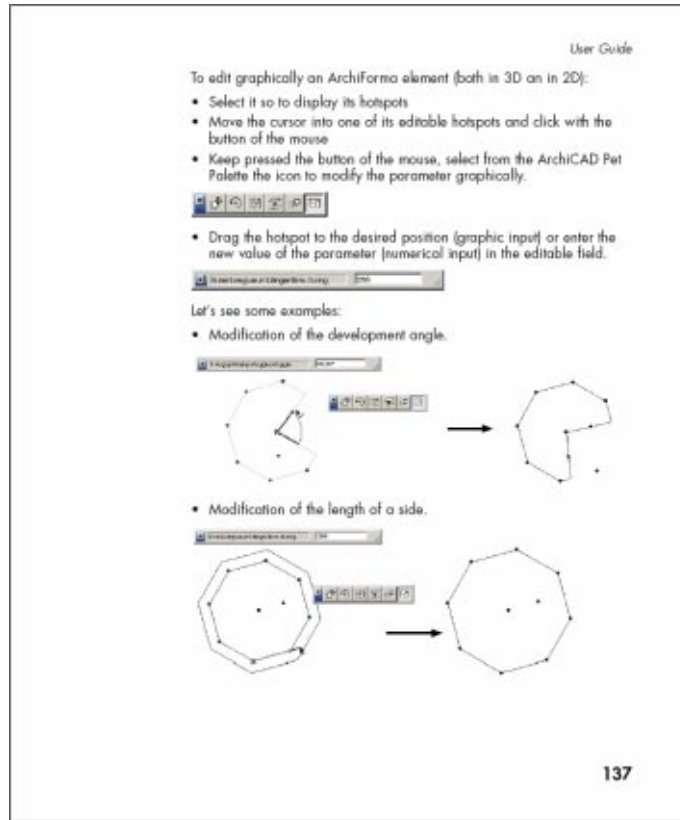 User Guide
To edit graphically an ArchiForma element (both in 3D an in 2D):
• Select it so to display its hotspots
• Move the cursor into one of its editable hotspots and click with the
button of the mouse
• Keep pressed the button of the mouse, select from the ArchiCAD Pet
Palette the icon to modify the parameter graphically.
• Drag the hotspot to the desired position (graphic input) or enter the
new value of the parameter (numerical input) in the editable field.
Let's see some examples:
• Modification of the development angle.
• Modification of the length of a side.
137